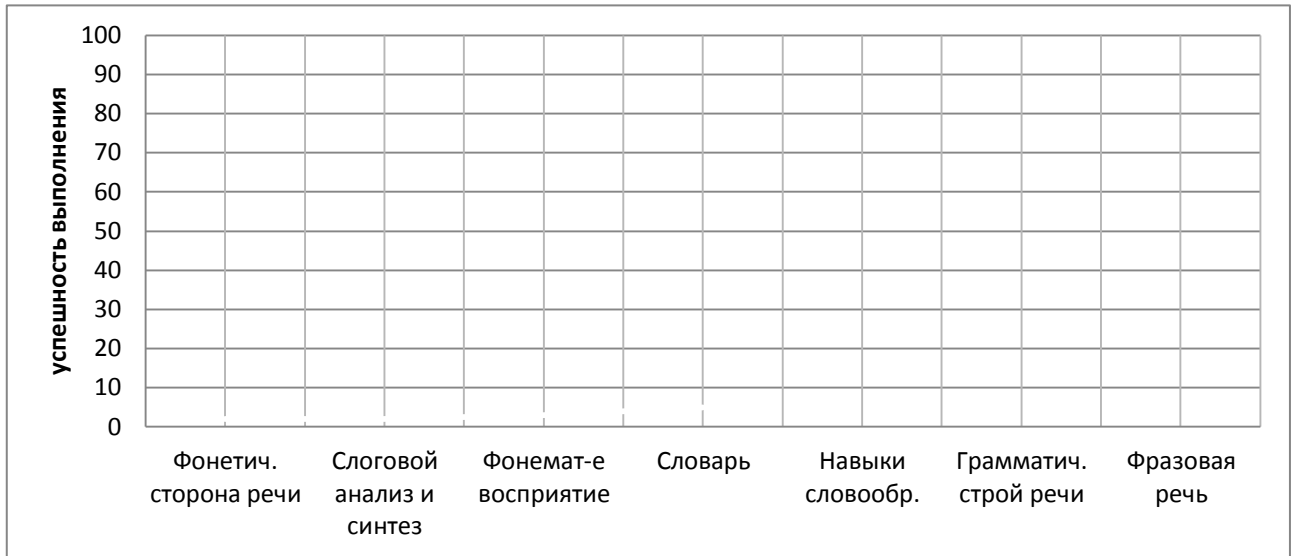 успешность выполнения
100
90
80
70
60
50
40
30
20
10
0
Фонетич.
сторона речи
Слоговой
анализ и
синтез
Фонемат-е
восприятие
Словарь
Навыки
словообр.
Грамматич.
строй речи
Фразовая
речь